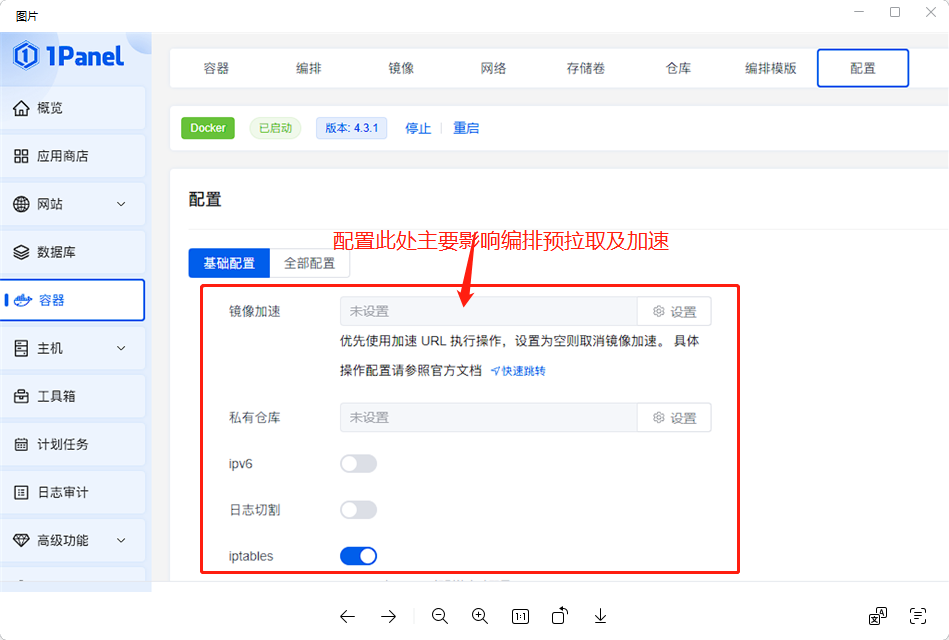 图片
1Panel
容器 编排 镜像 网络 存储卷 仓库 编排模版 配置
概览
应用商店
网站
数据库
容器
主机
工具箱
计划任务
日志审计
高级功能
Docker 已启动 版本: 4.3.1 停止 重启
配置
配置此处主要影响编排预拉取及加速
基础配置 全部配置
镜像加速 未设置 设置
优先使用加速 URL 执行操作，设置为空则取消镜像加速。 具体
操作配置请参照官方文档 快速跳转
私有仓库 未设置 设置
ipv6
日志切割
iptables
1:1